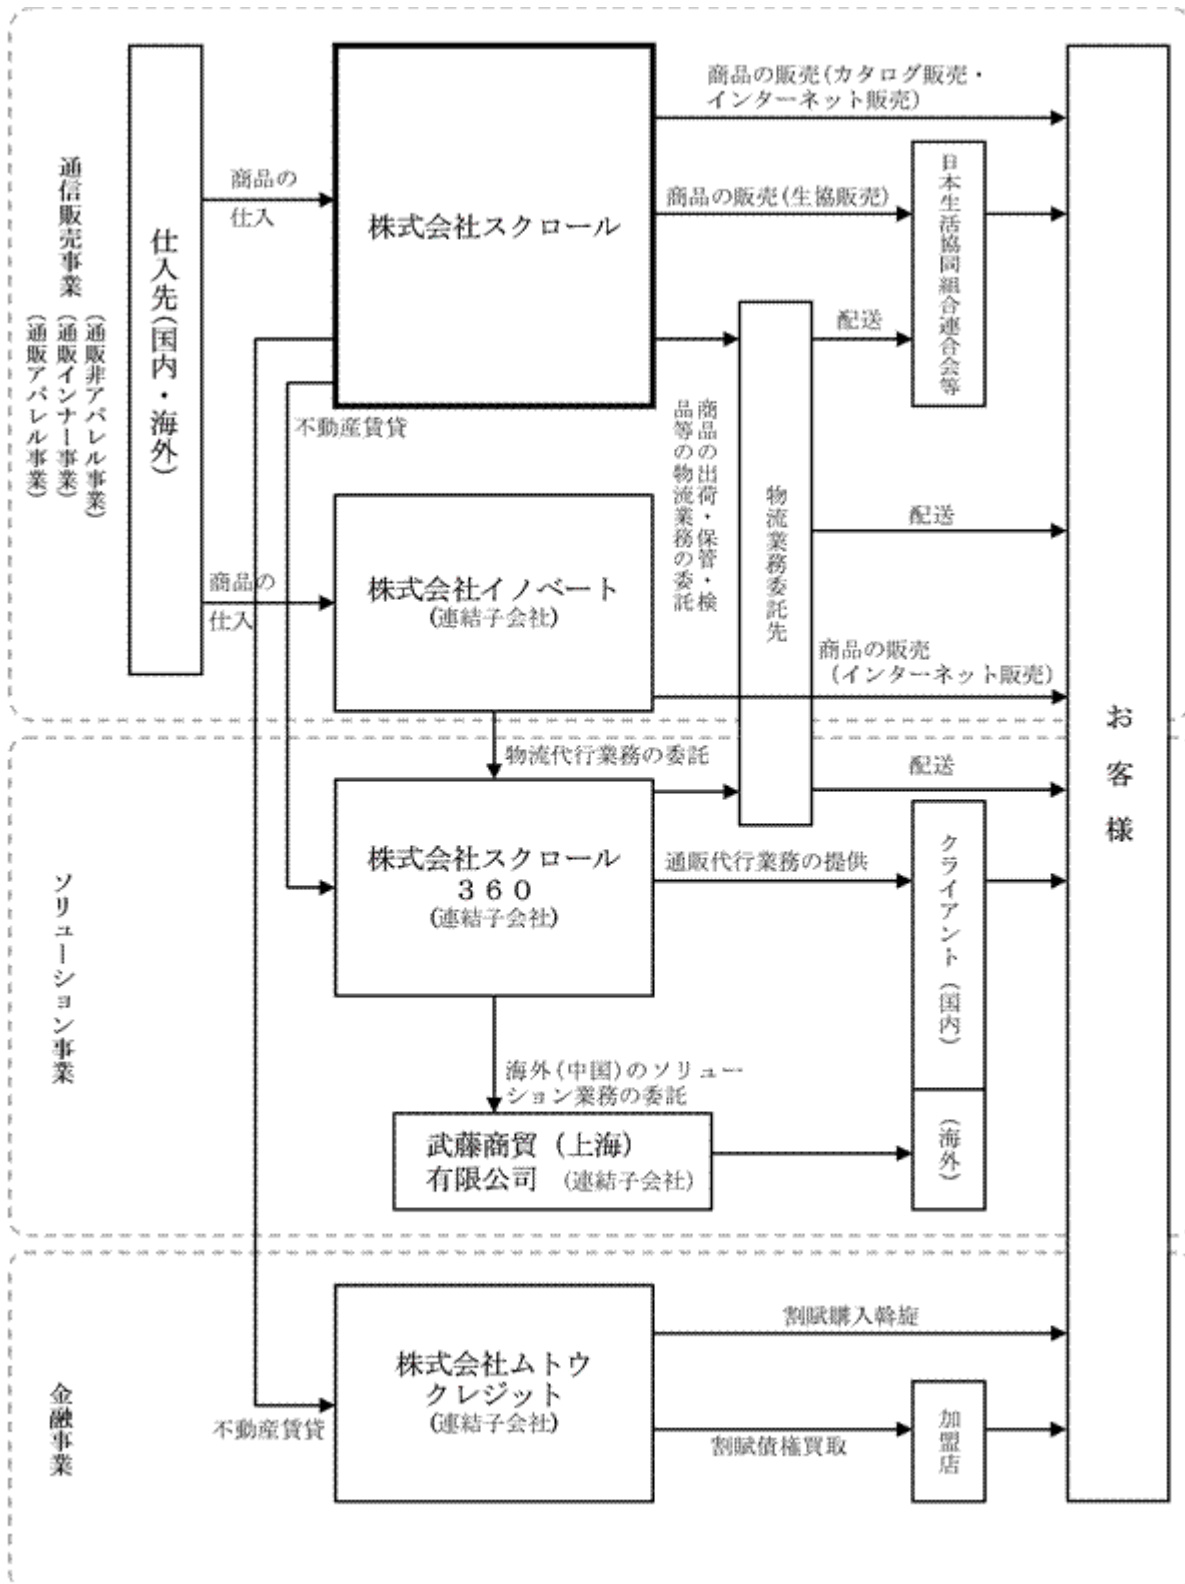 通信販売事業
(通販非アパレル事業)
(通販インナー事業)
(通販アパレル事業)
仕入先(国内・海外)
商品の
仕入
株式会社スクロール
商品の販売(カタログ販売・
インターネット販売)
商品の販売(生協販売)
日本生活協同組合連合会等
配送
不動産賃貸
商品の出荷・保管・検
品等の物流業務の委託
物流業務委託先
配送
商品の
仕入
株式会社イノベート
(連結子会社)
商品の販売
(インターネット販売)
お客様
物流代行業務の委託
配送
ソリューション事業
株式会社スクロール
360
(連結子会社)
通販代行業務の提供
クライアント(国内)
(海外)
海外(中国)のソリュー
ション業務の委託
武藤商貿(上海)
有限公司 (連結子会社)
金融事業
不動産賃貸
株式会社ムトウ
クレジット
(連結子会社)
割賦購入斡旋
割賦債権買取
加盟店